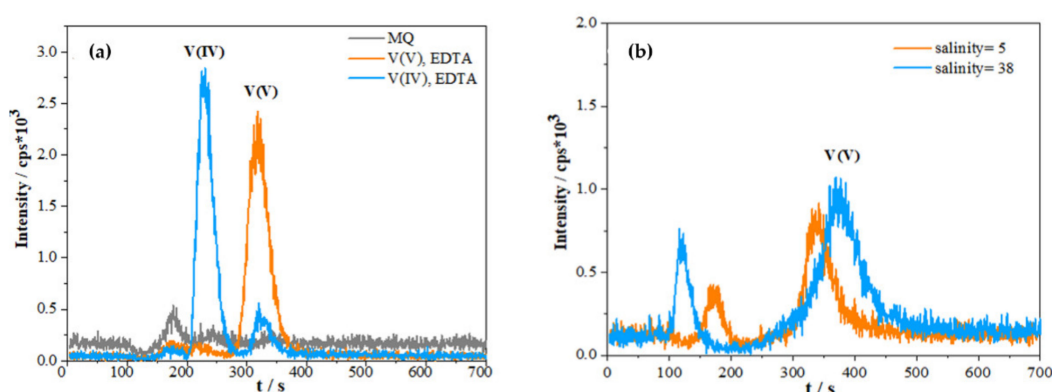 (a)
V(IV)
V(V)
MQ
V(V), EDTA
V(IV), EDTA
Intensity / cps*10³
3.0
2.5
2.0
1.5
1.0
0.5
0.0
0 100 200 300 400 500 600 700
t / s
(b)
salinity= 5
salinity= 38
V(V)
Intensity / cps*10³
2.0
1.5
1.0
0.5
0.0
0 100 200 300 400 500 600 700
t / s